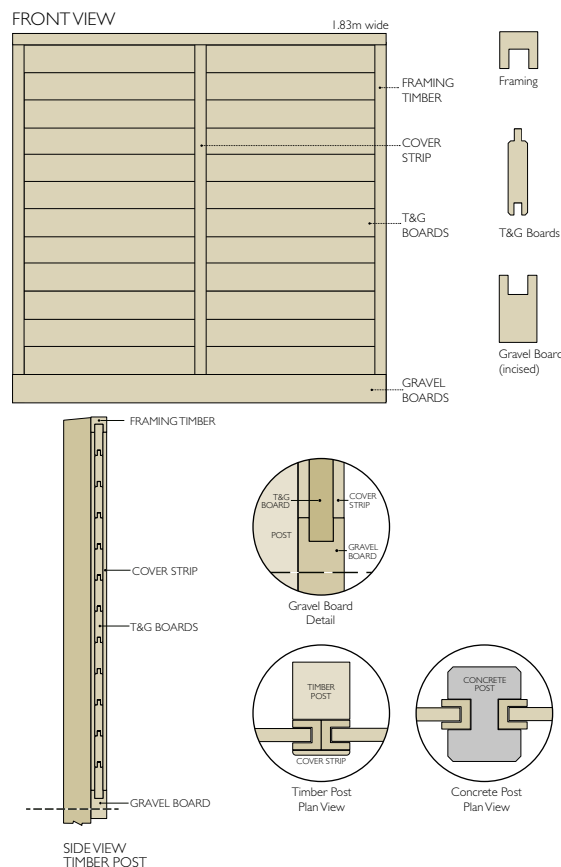 FRONT VIEW
1.83m wide
FRAMING
TIMBER
COVER
STRIP
T&G
BOARDS
GRAVEL
BOARDS
Framing
T&G Boards
Gravel Board
(incised)
FRAMING TIMBER
COVER STRIP
T&G BOARDS
GRAVEL BOARD
SIDE VIEW
TIMBER POST
T&G
BOARD
COVER
STRIP
POST
GRAVEL
BOARD
Gravel Board
Detail
TIMBER
POST
COVER STRIP
Timber Post
Plan View
CONCRETE
POST
Concrete Post
Plan View